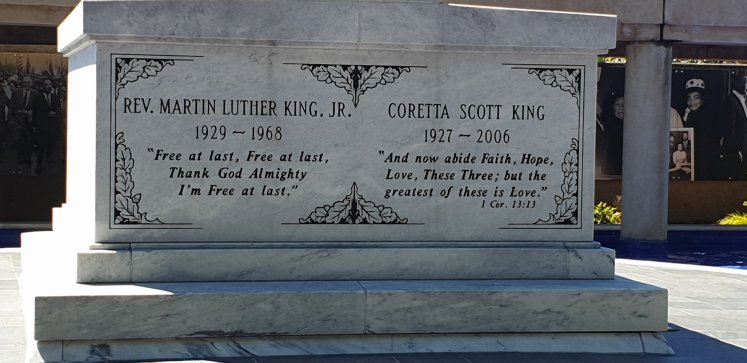 REV. MARTIN LUTHER KING, JR.
1929 ~ 1968
"Free at last, Free at last,
Thank God Almighty
I'm Free at last."
CORETTA SCOTT KING
1927 ~ 2006
"And now abide Faith, Hope,
Love, These Three; but the
greatest of these is Love."
1 Cor. 13:13